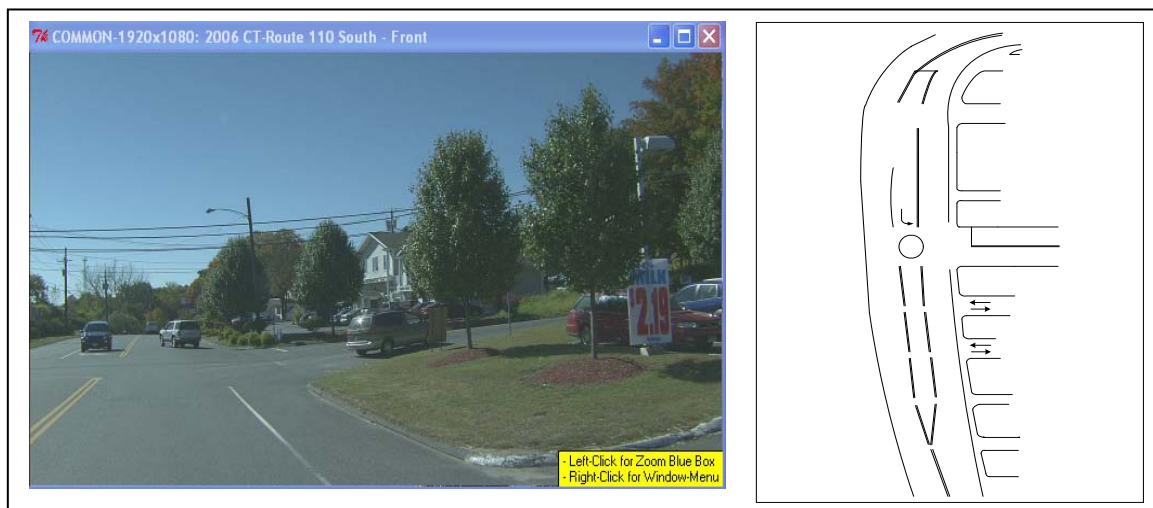 COMMON-1920x1080: 2006 CT-Route 110 South - Front
MILK
$2.19
- Left-Click for Zoom Blue Box
- Right-Click for Window-Menu